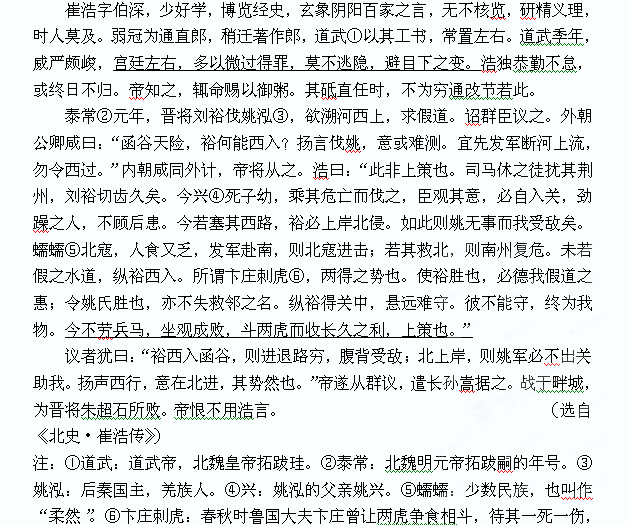 崔浩字伯深，少好学，博览经史，玄象阴阳百家之言，无不核览，研精义理，
时人莫及。弱冠为通直郎，稍迁著作郎，道武①以其工书，常置左右。道武季年，
威严颇峻，宫廷左右，多以微过得罪，莫不逃隐，避目下之变。浩独恭勤不怠，
或终日不归。帝知之，辄命赐以御粥。其砥直任时，不为穷通改节若此。
泰常②元年，晋将刘裕伐姚泓③，欲溯河西上，求假道。诏群臣议之。外朝
公卿咸曰：“函谷天险，裕何能西入？扬言伐姚，意或难测。宜先发军断河上流，
勿令西过。”内朝咸同外计，帝将从之。浩曰：“此非上策也。司马休之徒扰其荆
州，刘裕切齿久矣。今兴④死子幼，乘其危亡而伐之，臣观其意，必自入关，劲
躁之人，不顾后患。今若塞其西路，裕必上岸北侵。如此则姚无事而我受敌矣。
蠕蠕⑤北寇，人食又乏，发军赴南，则北寇进击；若其救北，则南州复危。未若
假之水道，纵裕西入。所谓卞庄刺虎⑥，两得之势也。使裕胜也，必德我假道之
惠；令姚氏胜也，亦不失救邻之名。纵裕得关中，悬远难守。彼不能守，终为我
物。今不劳兵马，坐观成败，斗两虎而收长久之利，上策也。”
议者犹曰：“裕西入函谷，则进退路穷，腹背受敌；北上岸，则姚军必不出关
助我。扬声西行，意在北进，其势然也。”帝遂从群议，遣长孙嵩据之。战于畔城，
为晋将朱超石所败。帝恨不用浩言。（选自
《北史·崔浩传》）
注：①道武：道武帝，北魏皇帝拓跋珪。②泰常：北魏明元帝拓跋嗣的年号。③
姚泓：后秦国主，羌族人。④兴：姚泓的父亲姚兴。⑤蠕蠕：少数民族，也叫作
“柔然”。⑥卞庄刺虎：春秋时鲁国大夫卞庄曾让两虎争食相斗，待其一死一伤，